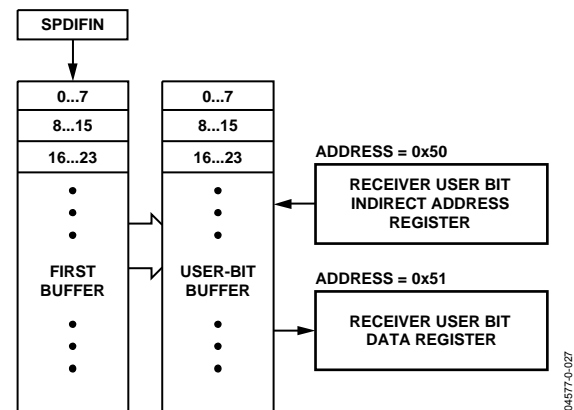 SPDIFIN
0...7
8...15
16...23
FIRST
BUFFER
0...7
8...15
16...23
USER-BIT
BUFFER
ADDRESS = 0x50
RECEIVER USER BIT
INDIRECT ADDRESS
REGISTER
ADDRESS = 0x51
RECEIVER USER BIT
DATA REGISTER
04577-0-027